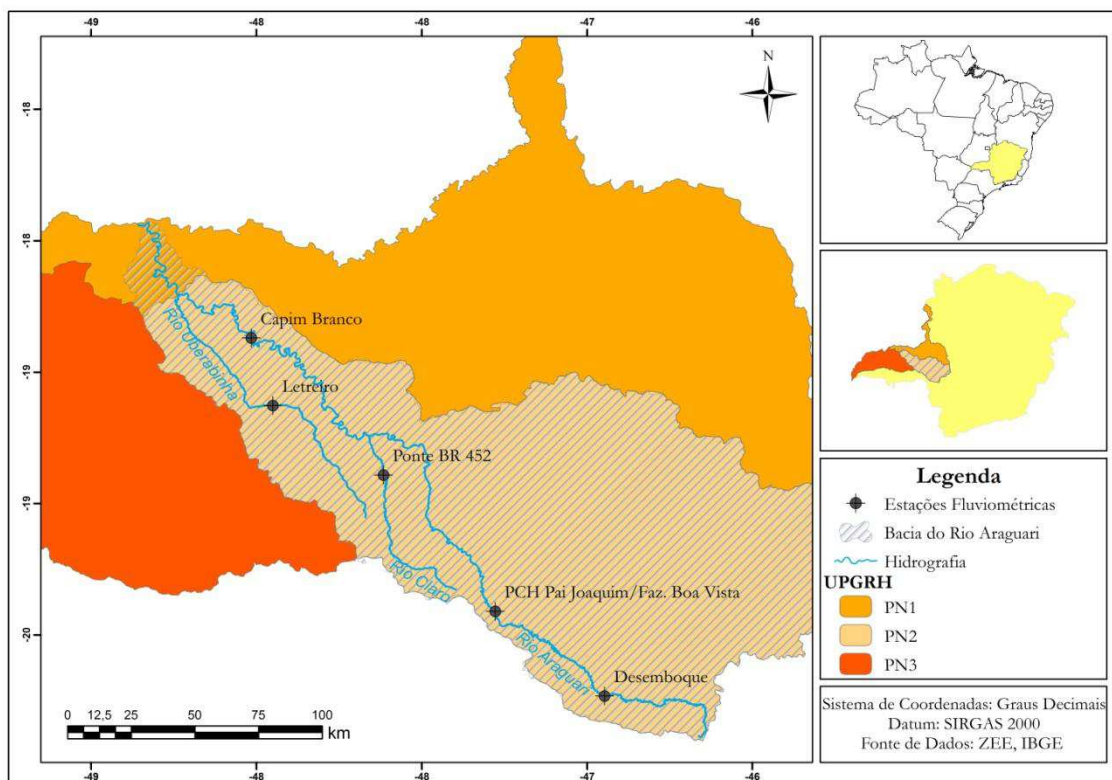 -49 -48 -48 -47 -46
N
-18
-18
Capim Branco
Rio Uberabinha
Letreiro
-19
Ponte BR 452
-19
Rio Claro
PCH Pai Joaquim/Faz. Boa Vista
-20
Rio Araguari
Desemboque
0 12,5 25 50 75 100
km
-49 -48 -48 -47 -46
Legenda
Estações Fluviométricas
Bacia do Rio Araguari
Hidrografia
UPGRH
PN1
PN2
PN3
Sistema de Coordenadas: Graus Decimais
Datum: SIRGAS 2000
Fonte de Dados: ZEE, IBGE